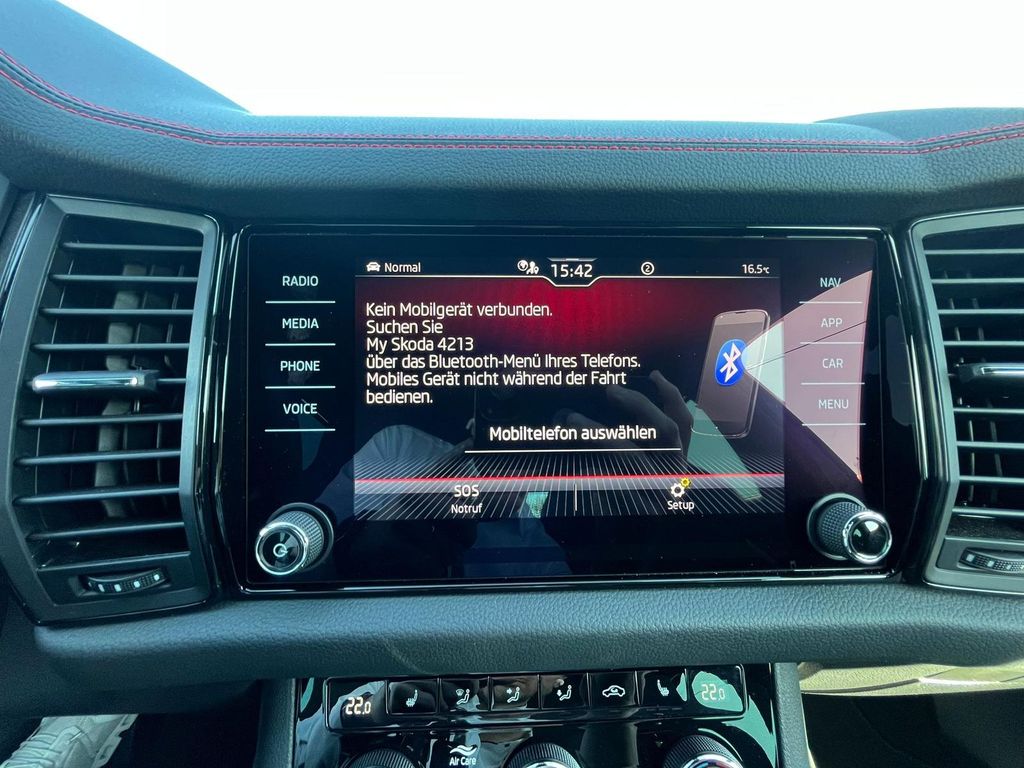 RADIO
MEDIA
PHONE
VOICE
Normal
15:42
2
16.5°C
Kein Mobilgerät verbunden.
Suchen Sie
My Skoda 4213
über das Bluetooth-Menü Ihres Telefons.
Mobiles Gerät nicht während der Fahrt
bedienen.
Mobiltelefon auswählen
SOS
Notruf
Setup
NAV
APP
CAR
MENU
22.0
22.0
Air Care